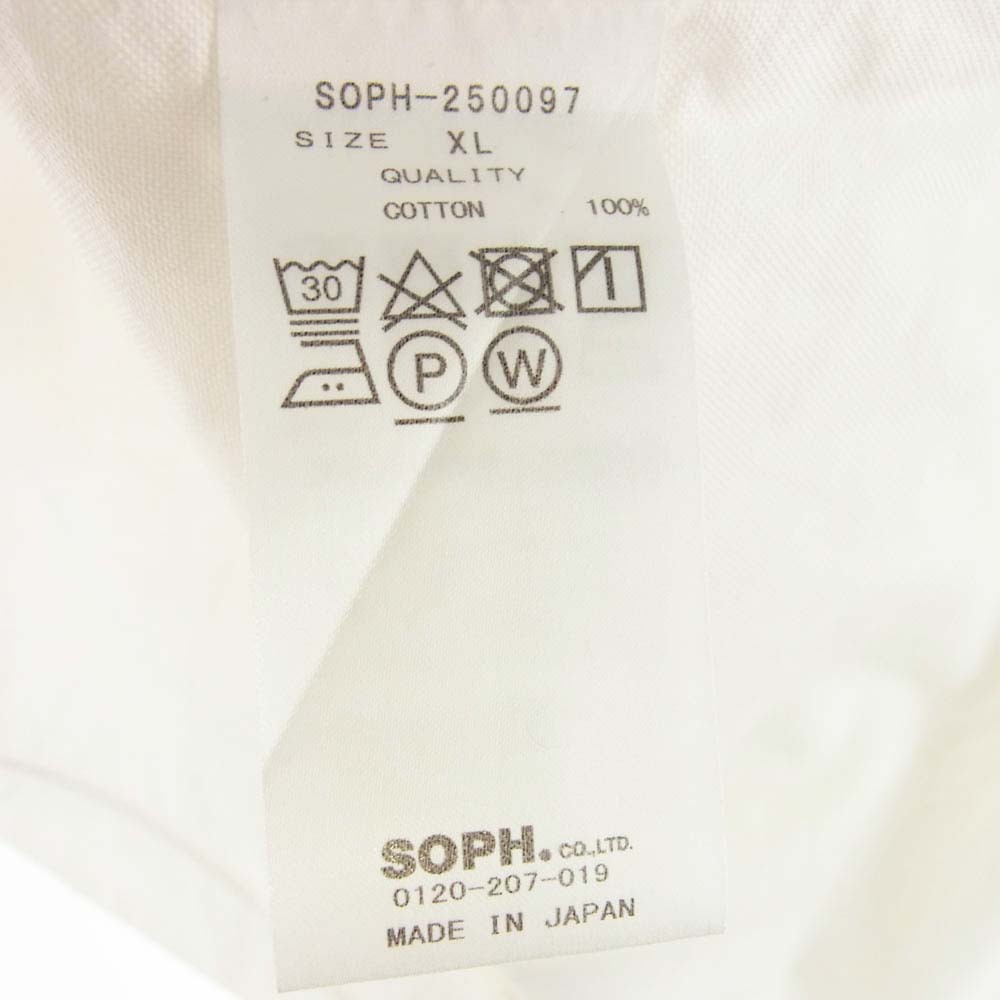 SOPH-250097
SIZE XL
QUALITY
COTTON 100%
30
P W
SOPH. CO.,LTD.
0120-207-019
MADE IN JAPAN